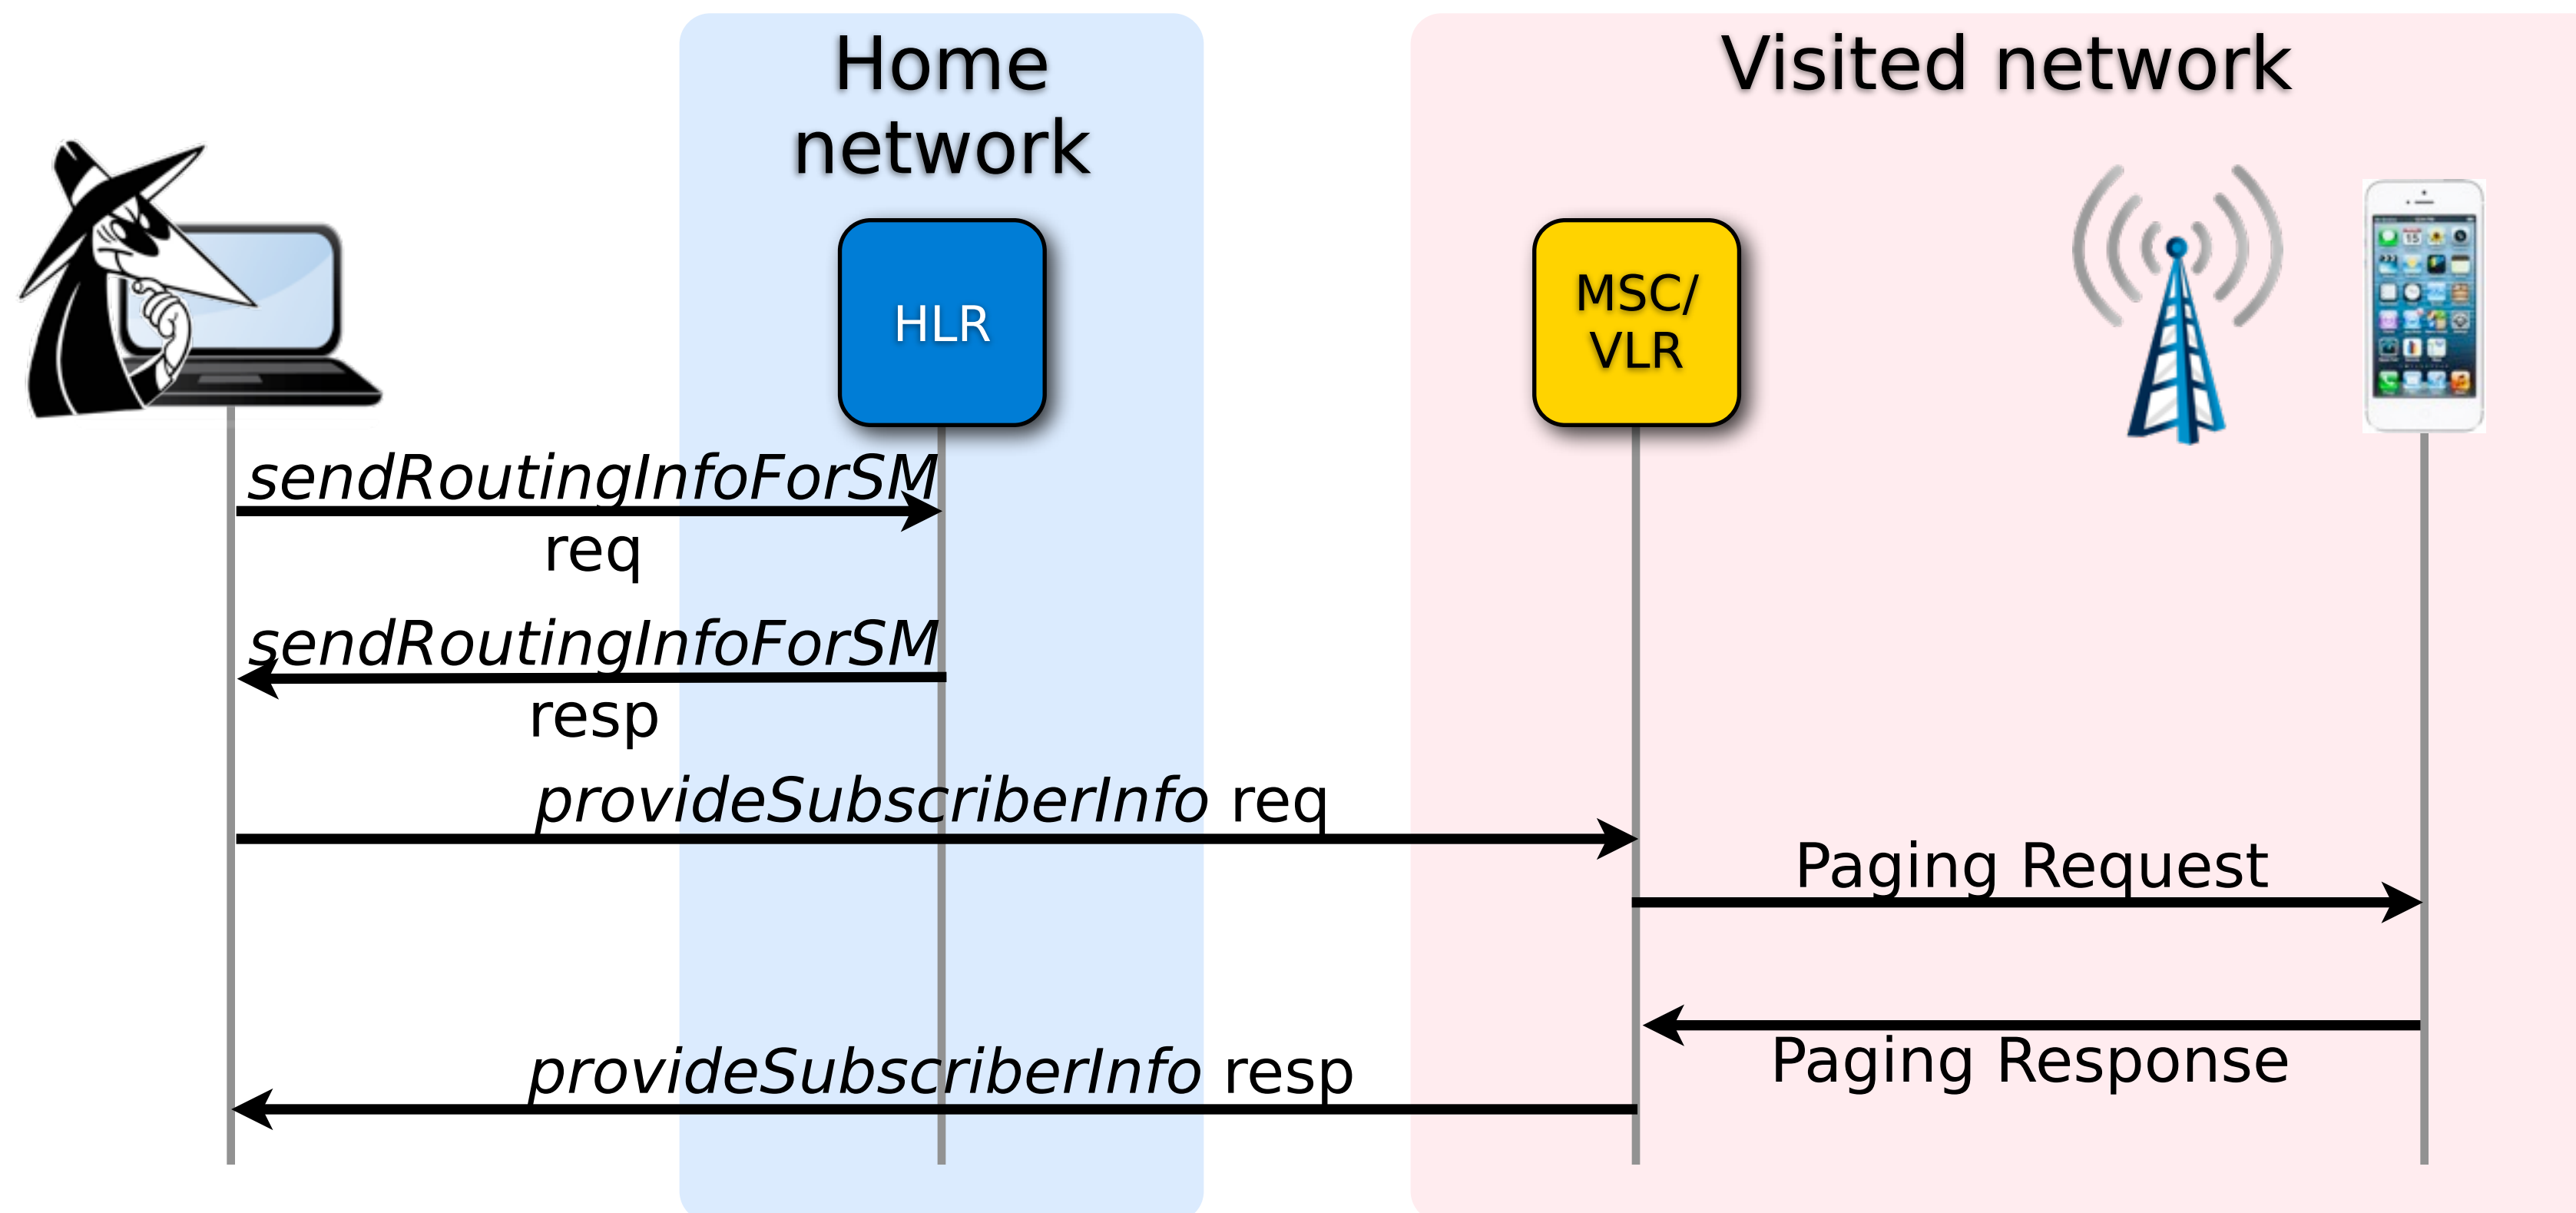 Home
network
Visited network
HLR
MSC/
VLR
sendRoutingInfoForSM
req
sendRoutingInfoForSM
resp
provideSubscriberInfo req
Paging Request
Paging Response
provideSubscriberInfo resp